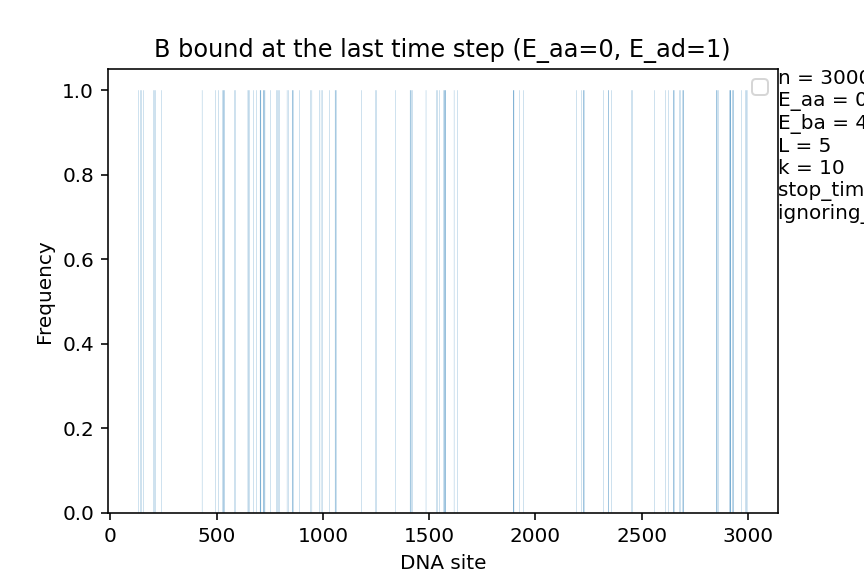 B bound at the last time step (E_aa=0, E_ad=1)
n = 3000
E_aa = 0
E_ba = 4
L = 5
k = 10
stop_tim
ignoring_
1.0
0.8
0.6
0.4
0.2
0.0
Frequency
0 500 1000 1500 2000 2500 3000
DNA site